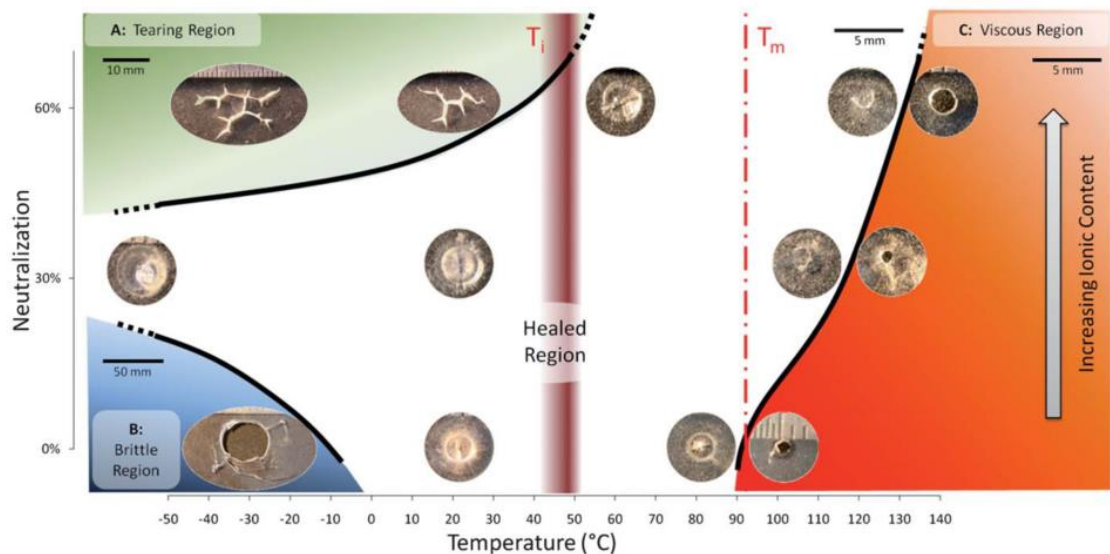 A: Tearing Region
10 mm
Ti
Tm
5 mm
C: Viscous Region
5 mm
60%
30%
0%
Neutralization
Healed
Region
Increasing Ionic Content
50 mm
B:
Brittle
Region
-50 -40 -30 -20 -10 0 10 20 30 40 50 60 70 80 90 100 110 120 130 140
Temperature (°C)